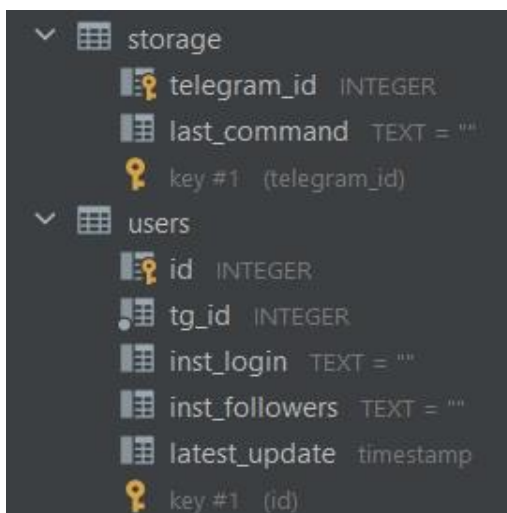 storage
telegram_id INTEGER
last_command TEXT = ""
key #1 (telegram_id)
users
id INTEGER
tg_id INTEGER
inst_login TEXT = ""
inst_followers TEXT = ""
latest_update timestamp
key #1 (id)